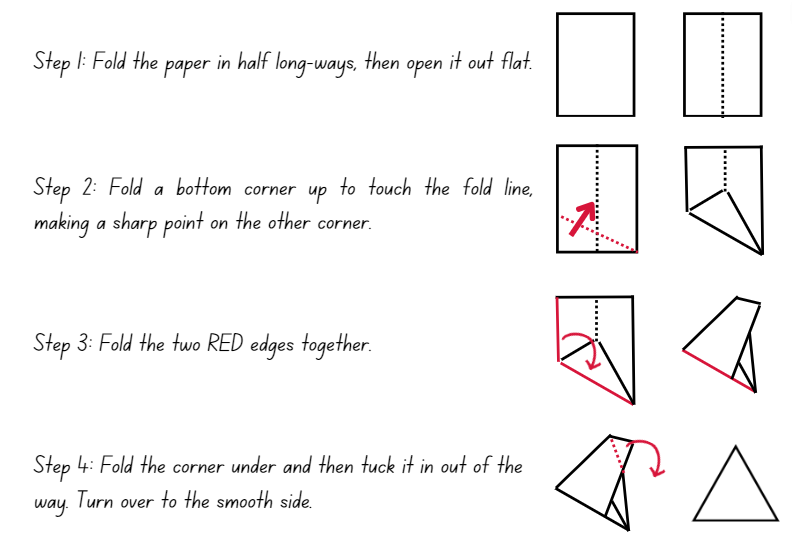 Step 1: Fold the paper in half long-ways, then open it out flat.
Step 2: Fold a bottom corner up to touch the fold line,
making a sharp point on the other corner.
Step 3: Fold the two RED edges together.
Step 4: Fold the corner under and then tuck it in out of the
way. Turn over to the smooth side.